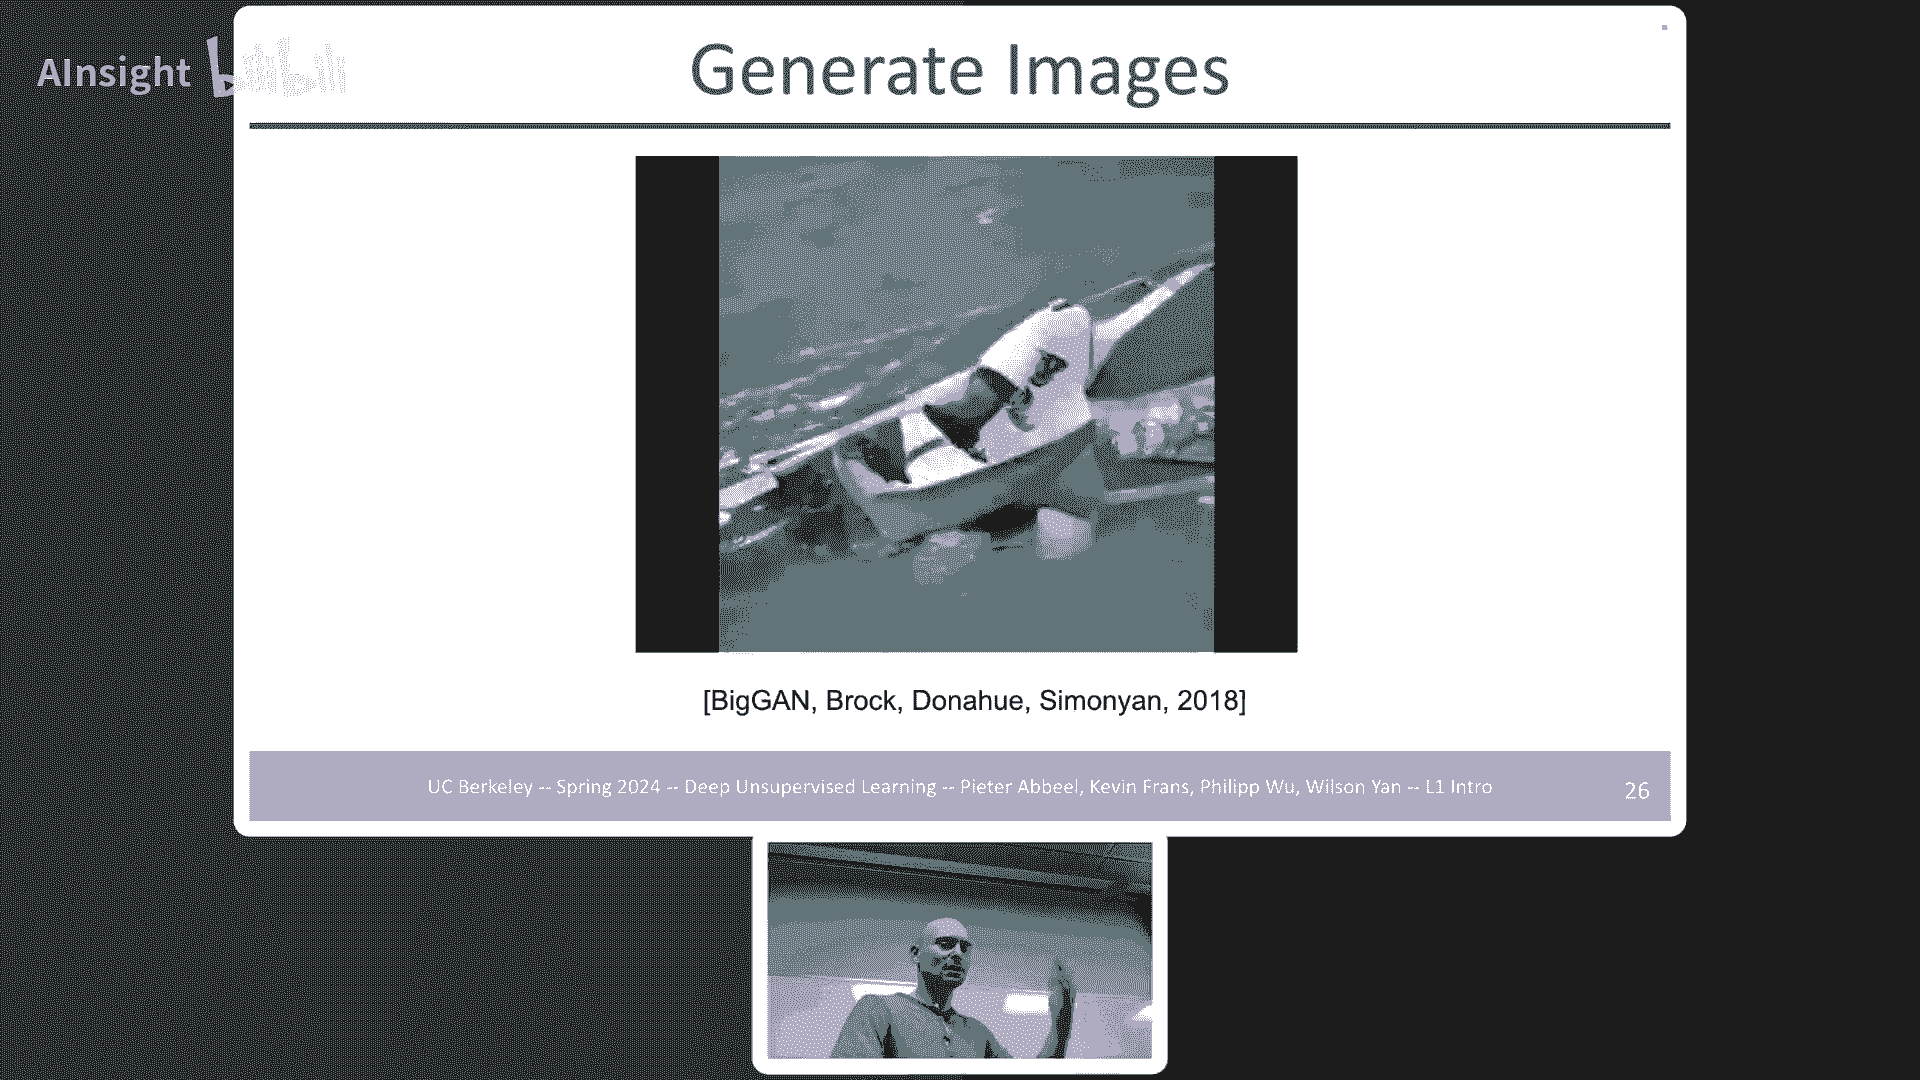 AInsight bilibili
Generate Images
[BigGAN, Brock, Donahue, Simonyan, 2018]
UC Berkeley -- Spring 2024 -- Deep Unsupervised Learning -- Pieter Abbeel, Kevin Frans, Philipp Wu, Wilson Yan -- L1 Intro
26